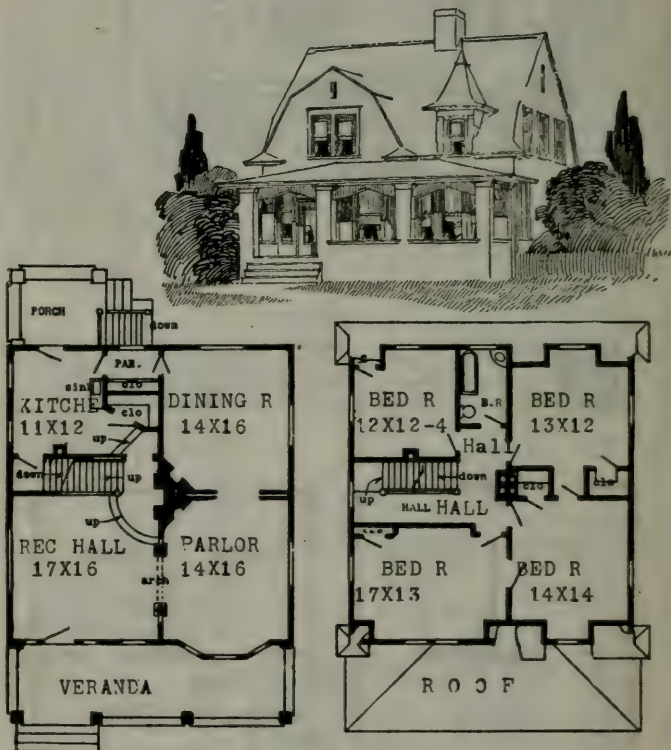 PORCH
down
PAN.
sink
clo
KITCHE
11X12
clo
DINING R
14X16
up
down
up
up
REC HALL
17X16
PARLOR
14X16
arch
VERANDA
BED R
12X12-4
B.R
BED R
13X12
Hall
up
down
clo
clo
HALL HALL
BED R
17X13
BED R
14X14
ROOF